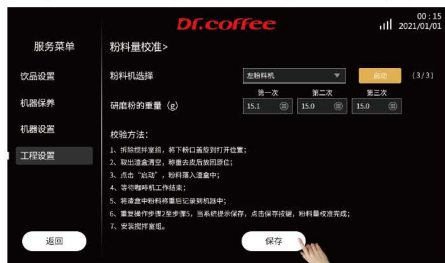 Dr.coffee
00 : 15
2021/01/01
服务菜单
粉料量校准>
饮品设置
机器保养
机器设置
工程设置
返回
粉料机选择
左粉料机
启动
(3/3)
第一次 第二次 第三次
研磨粉的重量（g）
15.1 15.0 15.0
校验方法：
1、拆除搅拌室组，将下粉口盖旋到打开位置；
2、取出渣盒清空，称重去皮后放回原位；
3、点击“启动”，粉料落入渣盒中；
4、等待咖啡机工作结束；
5、将渣盒中粉料称重后记录到机器中；
6、重复操作步骤2至步骤5，当系统提示保存，点击保存按键，粉料量校准完成；
7、安装搅拌室组。
保存